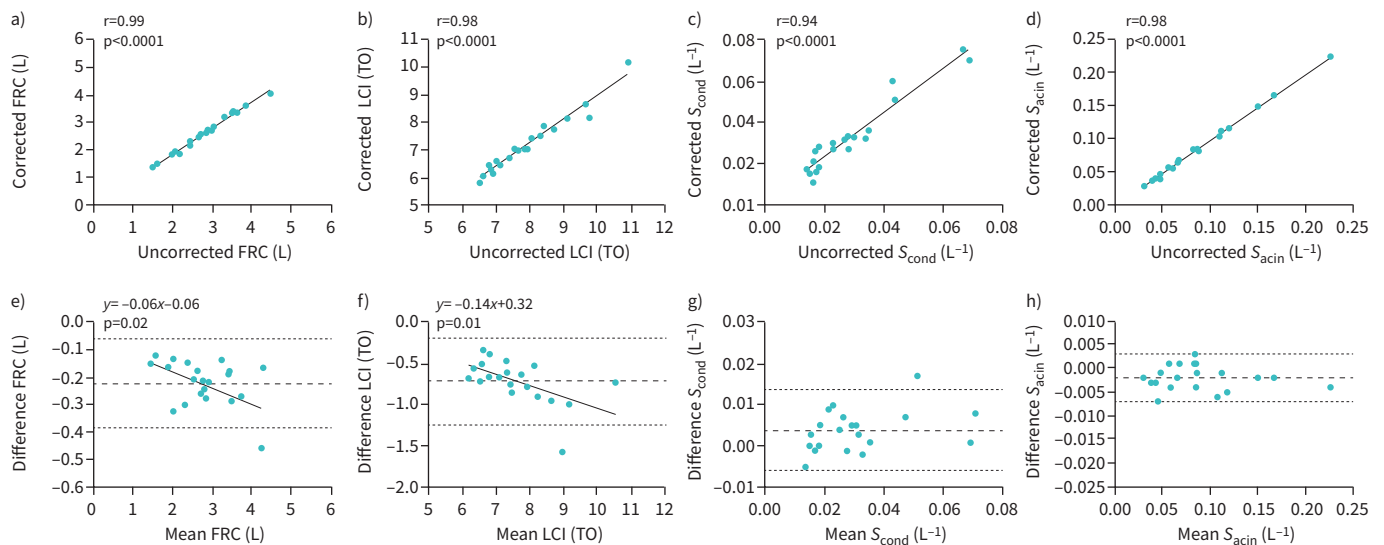 a)
r=0.99
p<0.0001
Corrected FRC (L)
6
5
4
3
2
1
0
0 1 2 3 4 5 6
Uncorrected FRC (L)
b)
r=0.98
p<0.0001
Corrected LCI (TO)
11
10
9
8
7
6
5
5 6 7 8 9 10 11 12
Uncorrected LCI (TO)
c)
r=0.94
p<0.0001
Corrected Scond (L–1)
0.08
0.06
0.04
0.02
0.01
0.00 0.02 0.04 0.06 0.08
Uncorrected Scond (L–1)
d)
r=0.98
p<0.0001
Corrected Sacin (L–1)
0.25
0.20
0.15
0.10
0.05
0.00
0.00 0.05 0.10 0.15 0.20 0.25
Uncorrected Sacin (L–1)
e)
y= –0.06x–0.06
p=0.02
Difference FRC (L)
0.0
–0.1
–0.2
–0.3
–0.4
–0.5
–0.6
0 1 2 3 4 5 6
Mean FRC (L)
f)
y= –0.14x+0.32
p=0.01
Difference LCI (TO)
0.0
–0.5
–1.0
–1.5
–2.0
5 6 7 8 9 10 11 12
Mean LCI (TO)
g)
Difference Scond (L–1)
0.03
0.02
0.01
0.00
–0.01
0.00 0.02 0.04 0.06 0.08
Mean Scond (L–1)
h)
Difference Sacin (L–1)
0.010
0.005
0.000
–0.005
–0.010
–0.015
–0.020
–0.025
0.00 0.05 0.10 0.15 0.20 0.25
Mean Sacin (L–1)